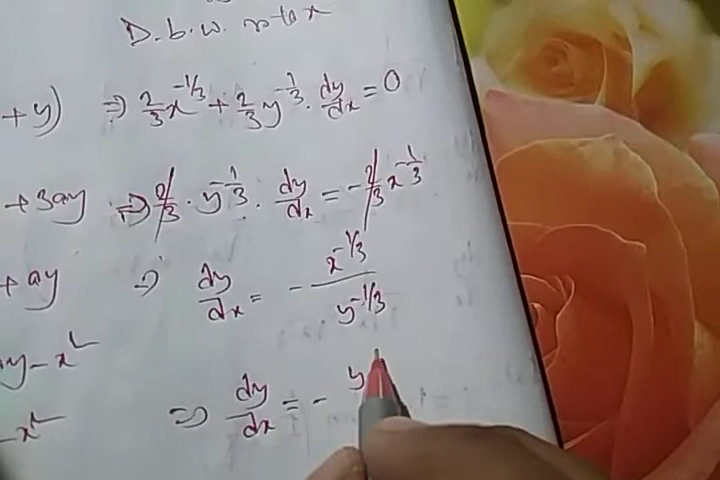 D. b. w. r. to x
+ y) ⇒ 2/3 x^{-1/3} + 2/3 y^{-1/3} . dy/dx = 0
+ 3ay ⇒ 2/3 . y^{-1/3} . dy/dx = - 2/3 x^{-1/3}
+ ay ⇒ dy/dx = - x^{-1/3} / y^{-1/3}
ay - x²
- x² ⇒ dy/dx = - y